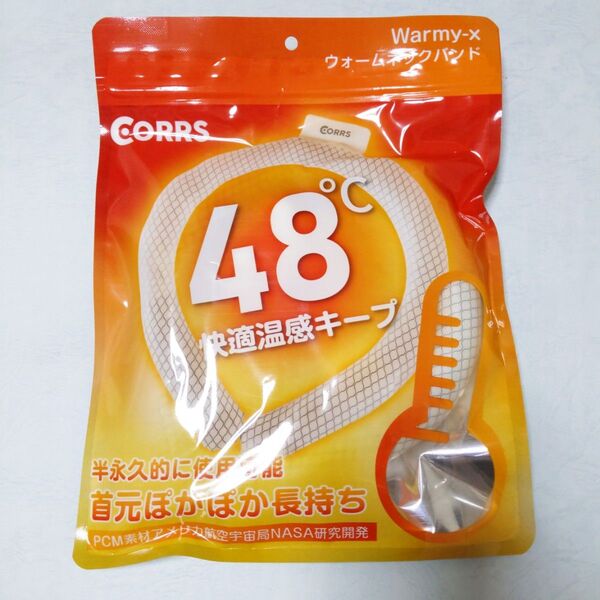 Warmy-x
ウォームネックバンド
CORRS
CORRS
48℃
快適温感キープ
半永久的に使用可能
首元ぽかぽか長持ち
PCM素材アメリカ航空宇宙局NASA研究開発